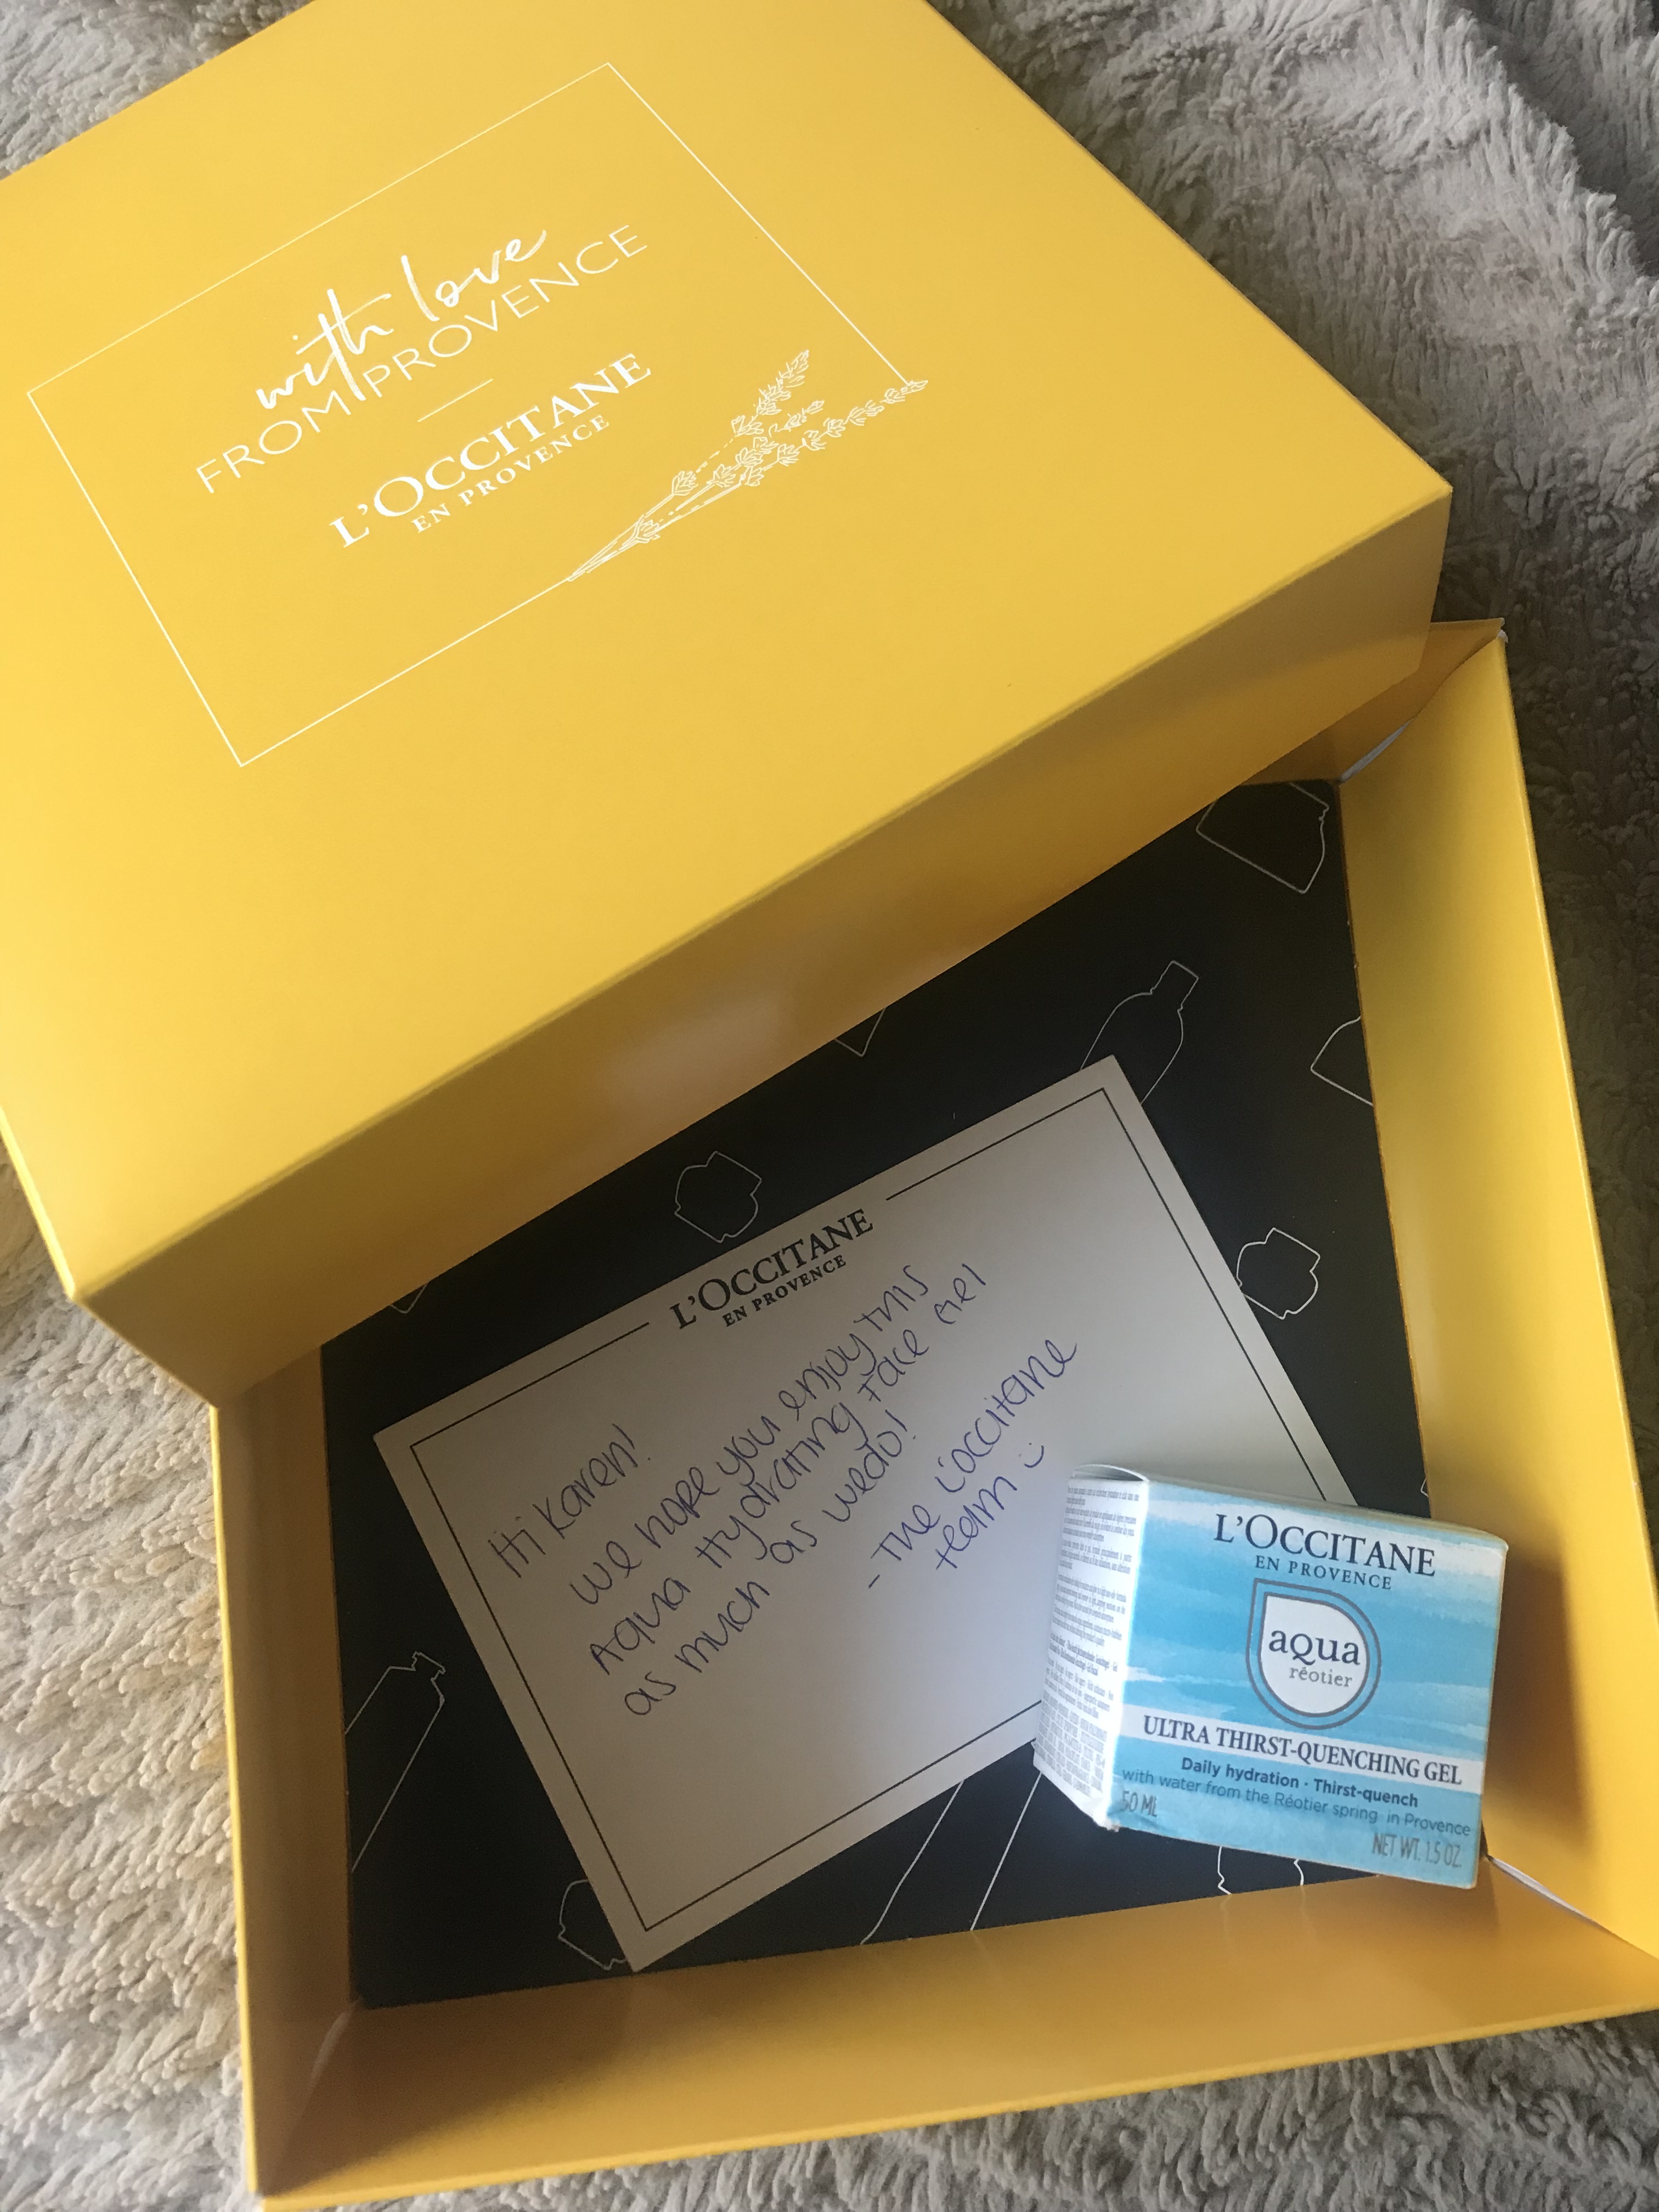 with love
FROM PROVENCE
L'OCCITANE
EN PROVENCE
L'OCCITANE
EN PROVENCE
Hi Karen!
We hope you enjoy this
Aqua Hydrating Face Gel
as much as we do!
- The L'occitane
team :)
L'OCCITANE
EN PROVENCE
aqua
réotier
ULTRA THIRST-QUENCHING GEL
Daily hydration · Thirst-quench
with water from the Réotier spring in Provence
50 ML
NET WT. 1.5 OZ.